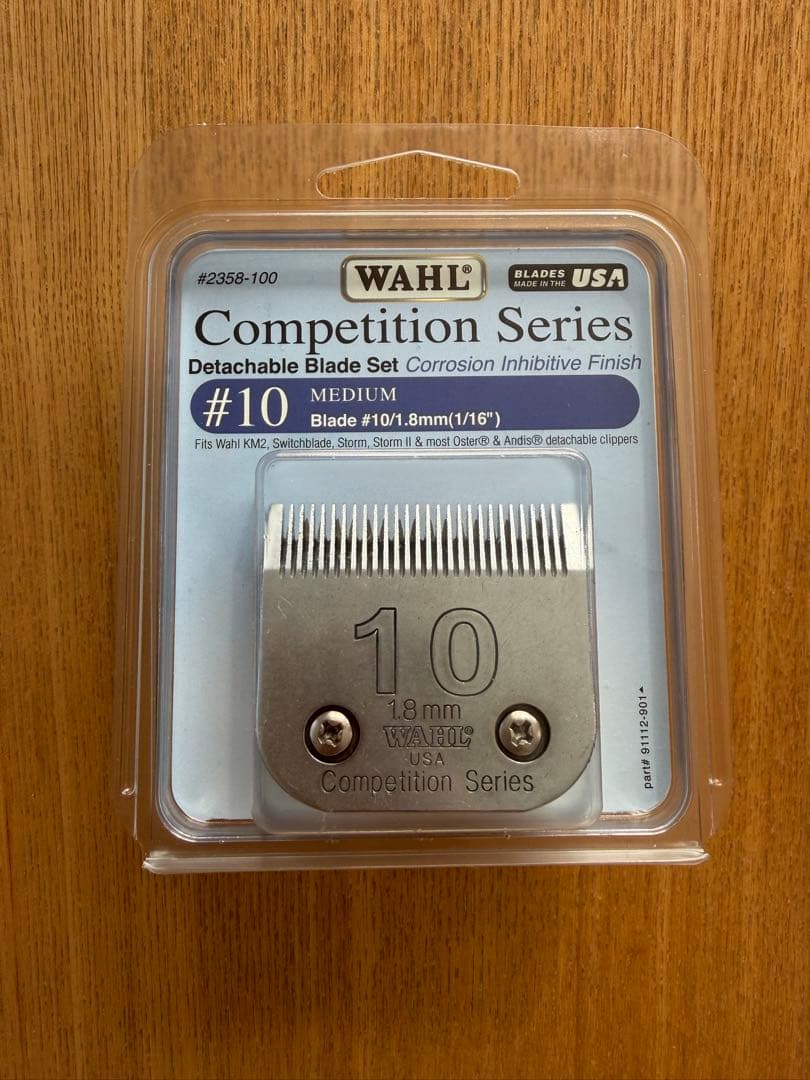 #2358-100
WAHL®
BLADES MADE IN THE USA
Competition Series
Detachable Blade Set Corrosion Inhibitive Finish
#10
MEDIUM
Blade #10/1.8mm(1/16")
Fits Wahl KM2, Switchblade, Storm, Storm II & most Oster® & Andis® detachable clippers
10
1.8 mm
WAHL®
USA
Competition Series
part# 91112-901